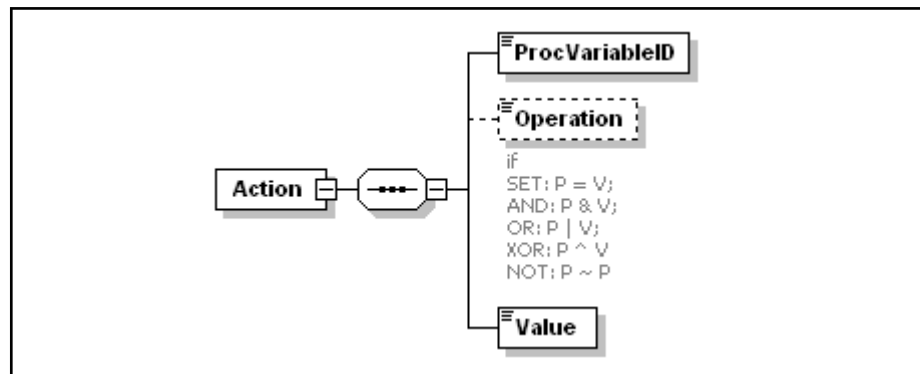 ProcVariableID
Operation
if
SET: P = V;
AND: P & V;
OR: P | V;
XOR: P ^ V
NOT: P ~ P
Action
Value